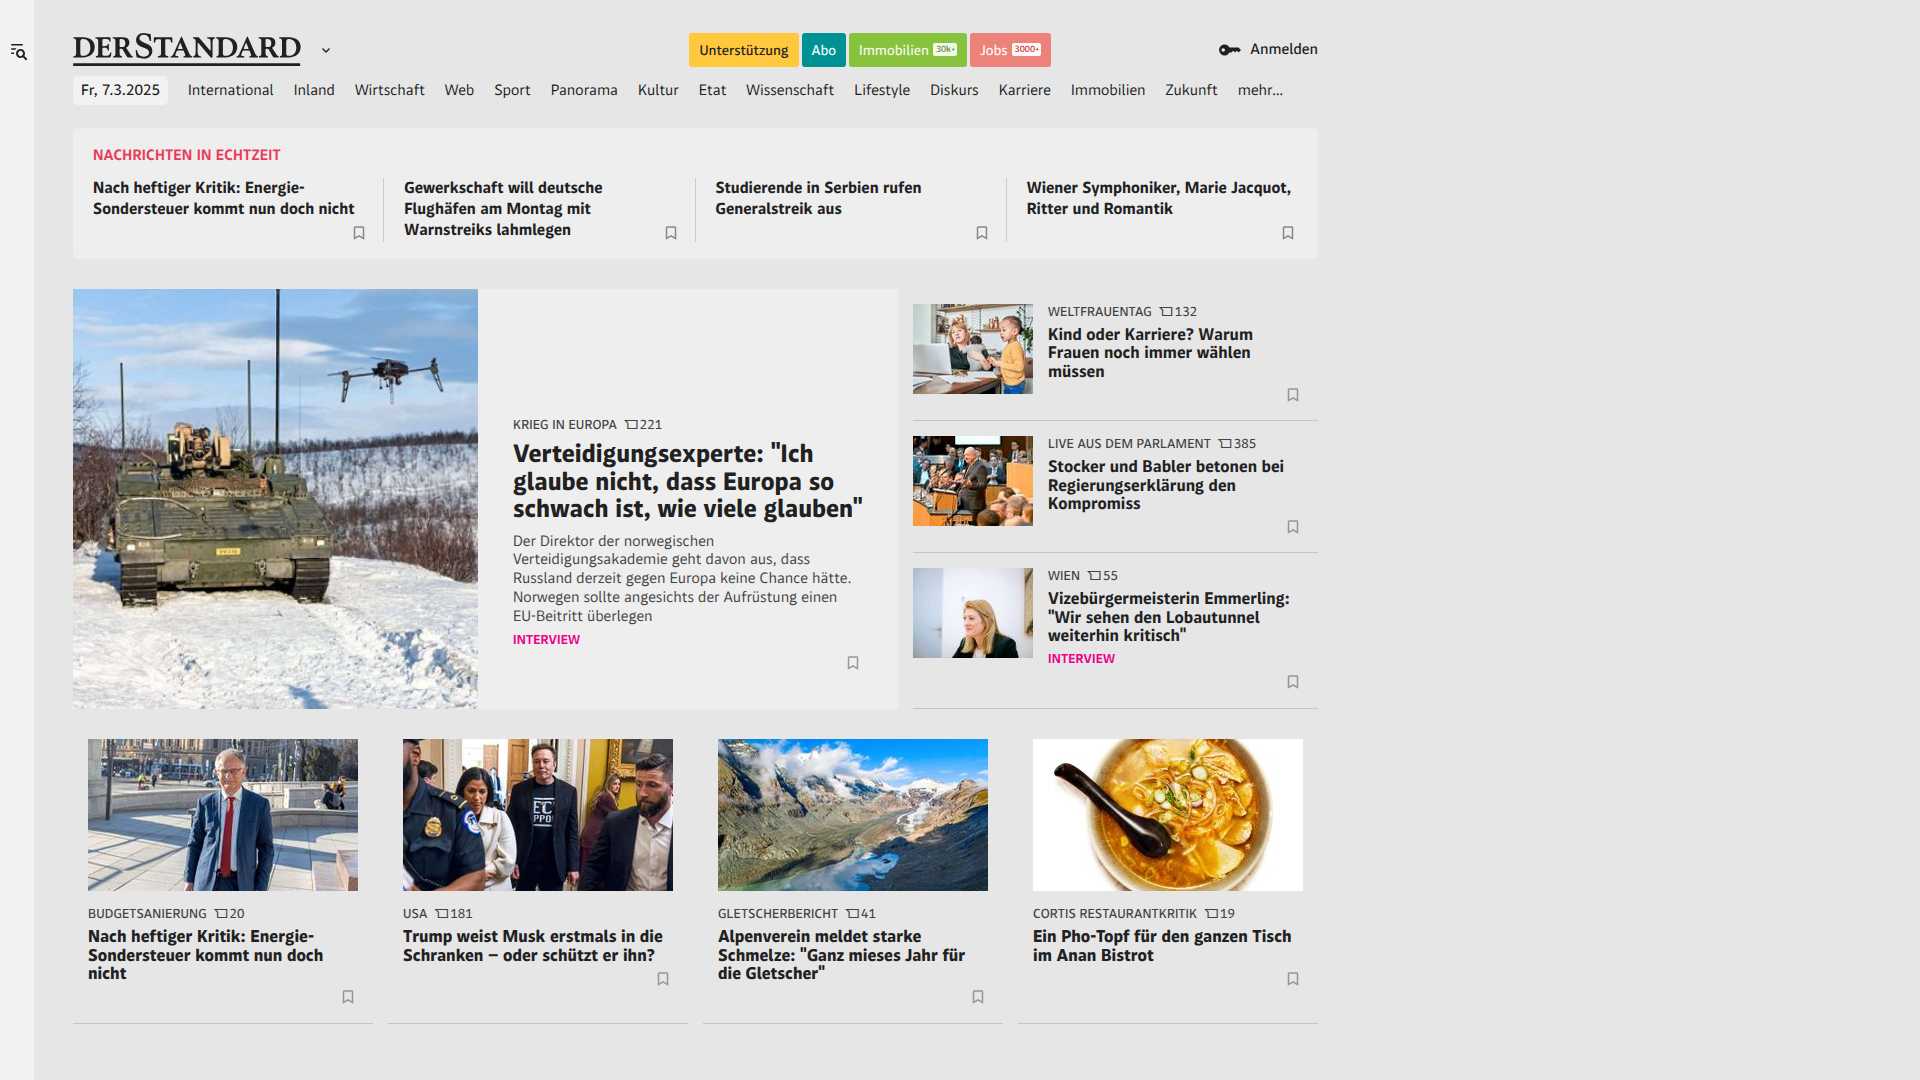 DERSTANDARD
Unterstützung
Abo
Immobilien 30k+
Jobs 3000+
Anmelden
Fr, 7.3.2025
International
Inland
Wirtschaft
Web
Sport
Panorama
Kultur
Etat
Wissenschaft
Lifestyle
Diskurs
Karriere
Immobilien
Zukunft
mehr...
NACHRICHTEN IN ECHTZEIT
Nach heftiger Kritik: Energie-
Sondersteuer kommt nun doch nicht
Gewerkschaft will deutsche
Flughäfen am Montag mit
Warnstreiks lahmlegen
Studierende in Serbien rufen
Generalstreik aus
Wiener Symphoniker, Marie Jacquot,
Ritter und Romantik
KRIEG IN EUROPA 221
Verteidigungsexperte: "Ich
glaube nicht, dass Europa so
schwach ist, wie viele glauben"
Der Direktor der norwegischen
Verteidigungsakademie geht davon aus, dass
Russland derzeit gegen Europa keine Chance hätte.
Norwegen sollte angesichts der Aufrüstung einen
EU-Beitritt überlegen
INTERVIEW
WELTFRAUENTAG 132
Kind oder Karriere? Warum
Frauen noch immer wählen
müssen
LIVE AUS DEM PARLAMENT 385
Stocker und Babler betonen bei
Regierungserklärung den
Kompromiss
WIEN 55
Vizebürgermeisterin Emmerling:
"Wir sehen den Lobautunnel
weiterhin kritisch"
INTERVIEW
BUDGETSANIERUNG 20
Nach heftiger Kritik: Energie-
Sondersteuer kommt nun doch
nicht
USA 181
Trump weist Musk erstmals in die
Schranken – oder schützt er ihn?
GLETSCHERBERICHT 41
Alpenverein meldet starke
Schmelze: "Ganz mieses Jahr für
die Gletscher"
CORTIS RESTAURANTKRITIK 19
Ein Pho-Topf für den ganzen Tisch
im Anan Bistrot